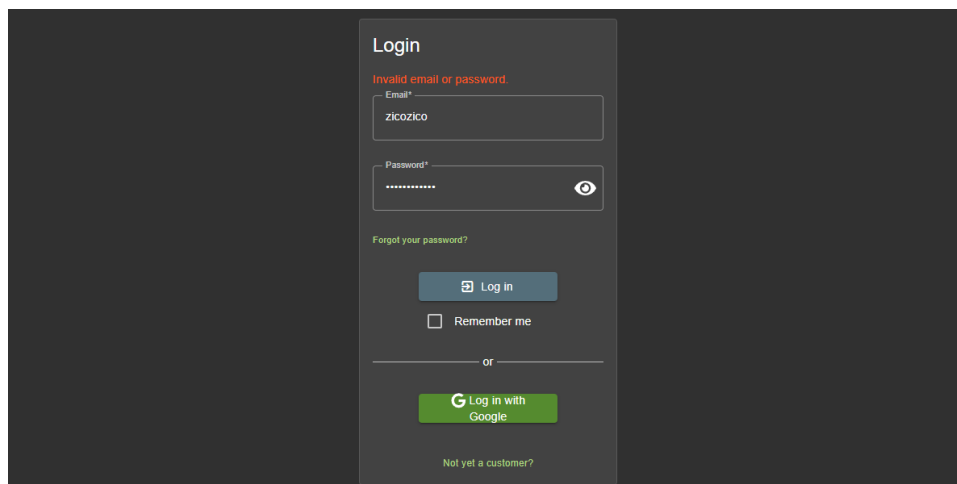 Login
Invalid email or password.
Email*
zicozico
Password*
••••••••••••
Forgot your password?
Log in
Remember me
or
G Log in with
Google
Not yet a customer?